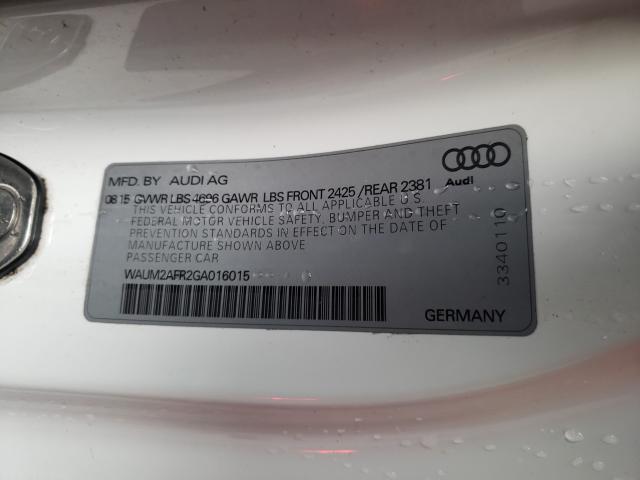 MFD. BY AUDI AG
08 15 GVWR LBS 4696 GAWR LBS FRONT 2425 /REAR 2381
THIS VEHICLE CONFORMS TO ALL APPLICABLE U S
FEDERAL MOTOR VEHICLE SAFETY, BUMPER AND THEFT
PREVENTION STANDARDS IN EFFECT ON THE DATE OF
MANUFACTURE SHOWN ABOVE
PASSENGER CAR
WAUM2AFR2GA016015
Audi
3340110
GERMANY